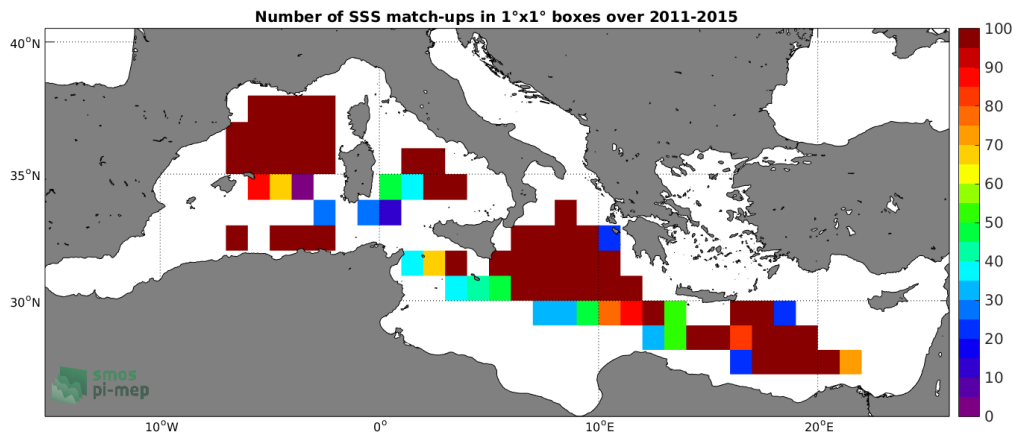 Number of SSS match-ups in 1°x1° boxes over 2011-2015
40°N
35°N
30°N
10°W
0°
10°E
20°E
100
90
80
70
60
50
40
30
20
10
0
smos
pi-mep